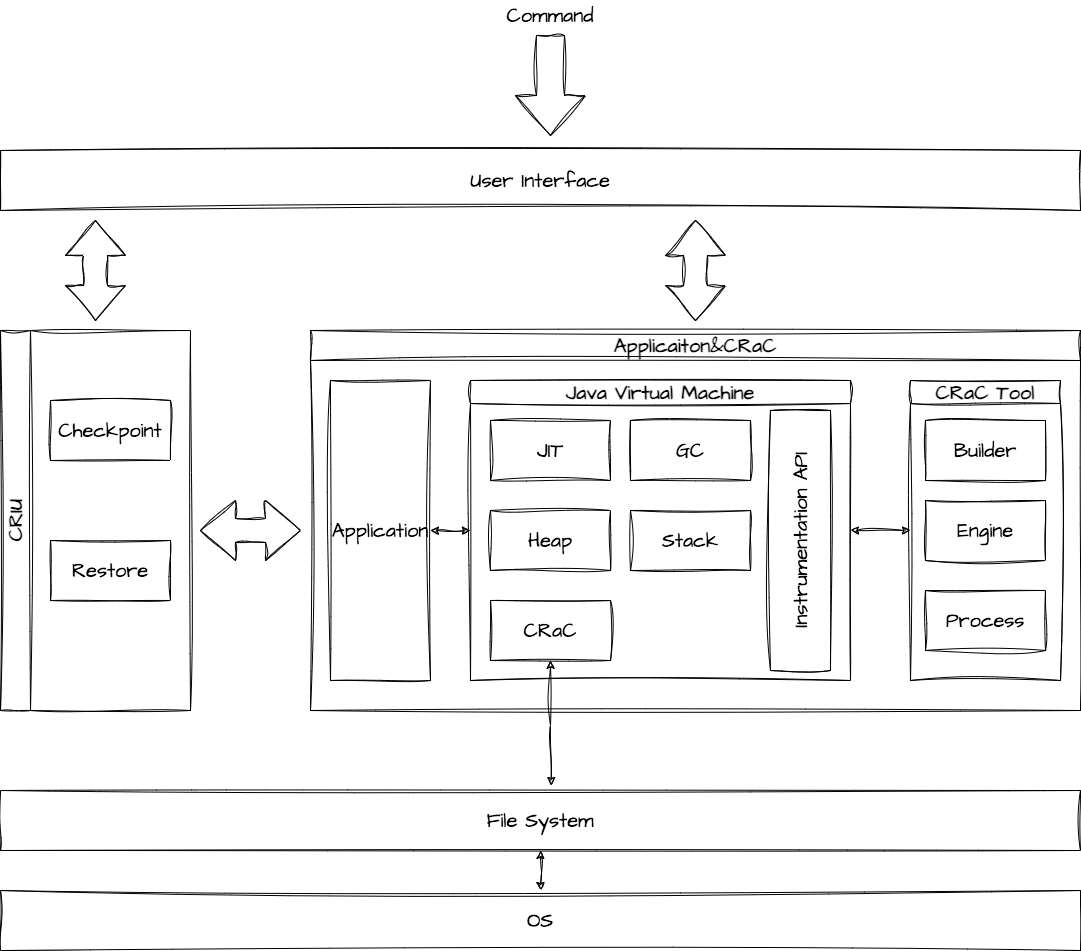 Command
User Interface
CRIU
Checkpoint
Restore
Applicaiton&CRaC
Application
Java Virtual Machine
JIT
GC
Heap
Stack
CRaC
Instrumentation API
CRaC Tool
Builder
Engine
Process
File System
OS